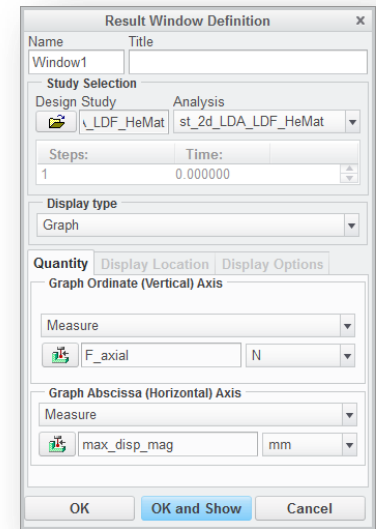 Result Window Definition x
Name Title
Window1
Study Selection
Design Study Analysis
_LDF_HeMat st_2d_LDA_LDF_HeMat
Steps: Time:
1 0.000000
Display type
Graph
Quantity Display Location Display Options
Graph Ordinate (Vertical) Axis
Measure
F_axial N
Graph Abscissa (Horizontal) Axis
Measure
max_disp_mag mm
OK OK and Show Cancel